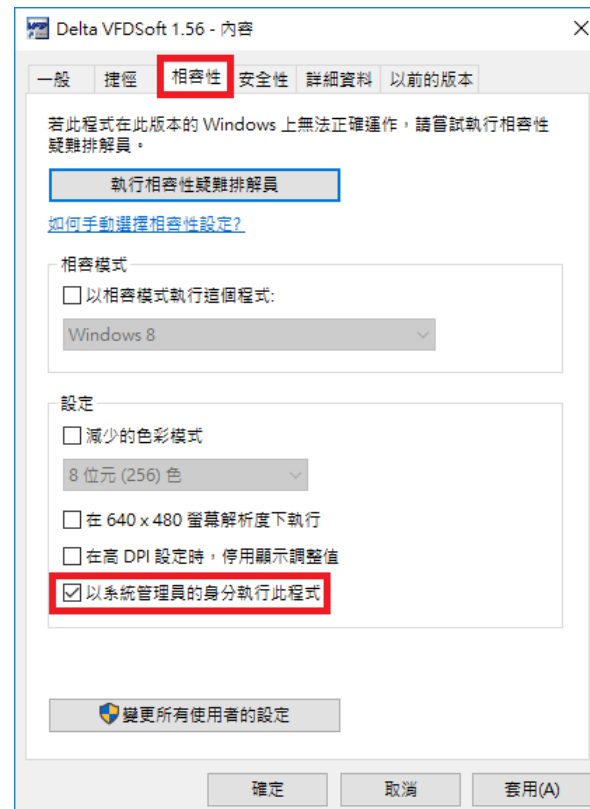 Delta VFDSoft 1.56 - 內容
一般 捷徑 相容性 安全性 詳細資料 以前的版本
若此程式在此版本的 Windows 上無法正確運作，請嘗試執行相容性
疑難排解員。
執行相容性疑難排解員
如何手動選擇相容性設定?
相容模式
以相容模式執行這個程式:
Windows 8
設定
減少的色彩模式
8 位元 (256) 色
在 640 x 480 螢幕解析度下執行
在高 DPI 設定時，停用顯示調整值
以系統管理員的身分執行此程式
變更所有使用者的設定
確定 取消 套用(A)